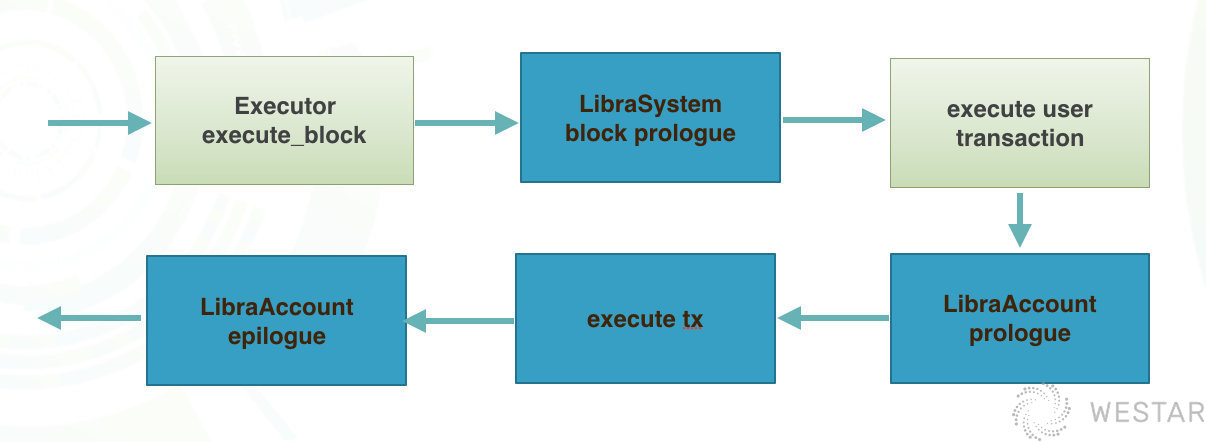 Executor
execute_block
LibraSystem
block prologue
execute user
transaction
LibraAccount
epilogue
execute tx
LibraAccount
prologue
WESTAR